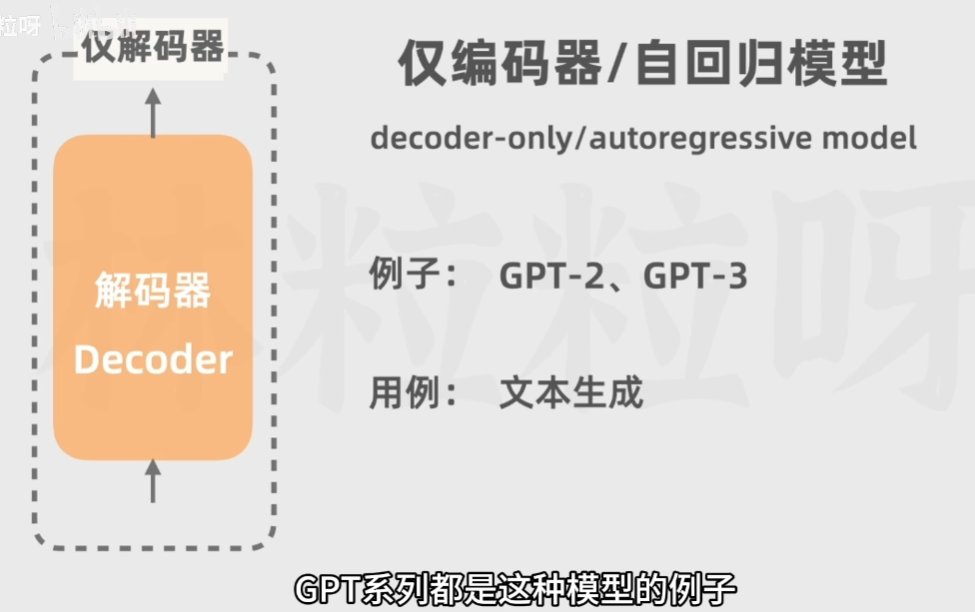 粒呀
仅解码器
仅编码器/自回归模型
decoder-only/autoregressive model
解码器
Decoder
例子： GPT-2、GPT-3
用例： 文本生成
林粒粒呀
GPT系列都是这种模型的例子